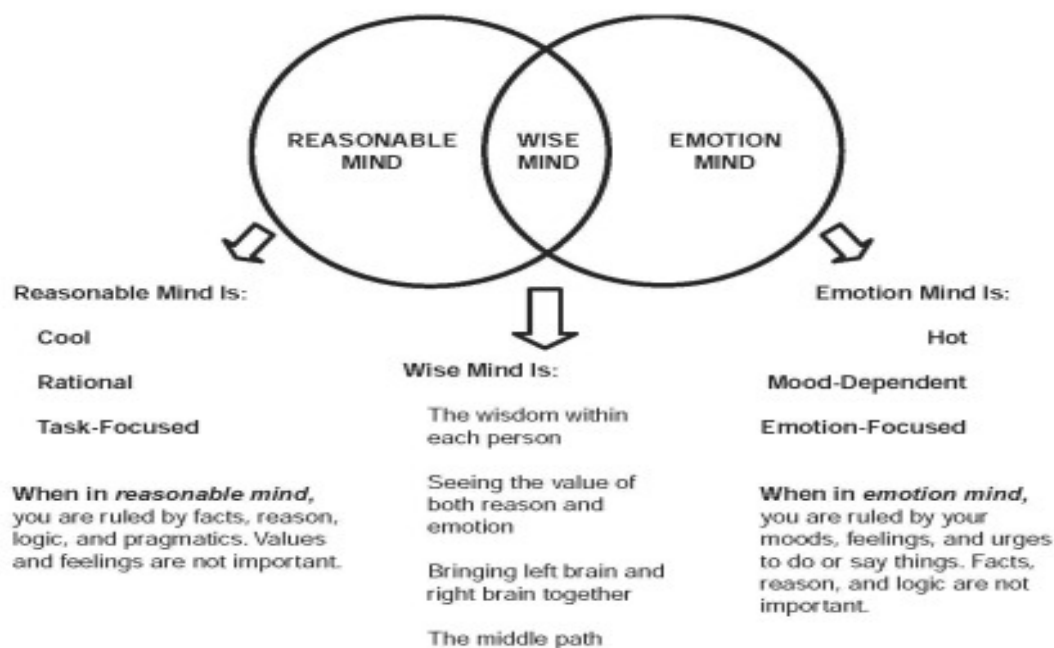 REASONABLE
MIND
WISE
MIND
EMOTION
MIND
Reasonable Mind Is:
Cool
Rational
Task-Focused
When in reasonable mind,
you are ruled by facts, reason,
logic, and pragmatics. Values
and feelings are not important.
Wise Mind Is:
The wisdom within
each person
Seeing the value of
both reason and
emotion
Bringing left brain and
right brain together
The middle path
Emotion Mind Is:
Hot
Mood-Dependent
Emotion-Focused
When in emotion mind,
you are ruled by your
moods, feelings, and urges
to do or say things. Facts,
reason, and logic are not
important.